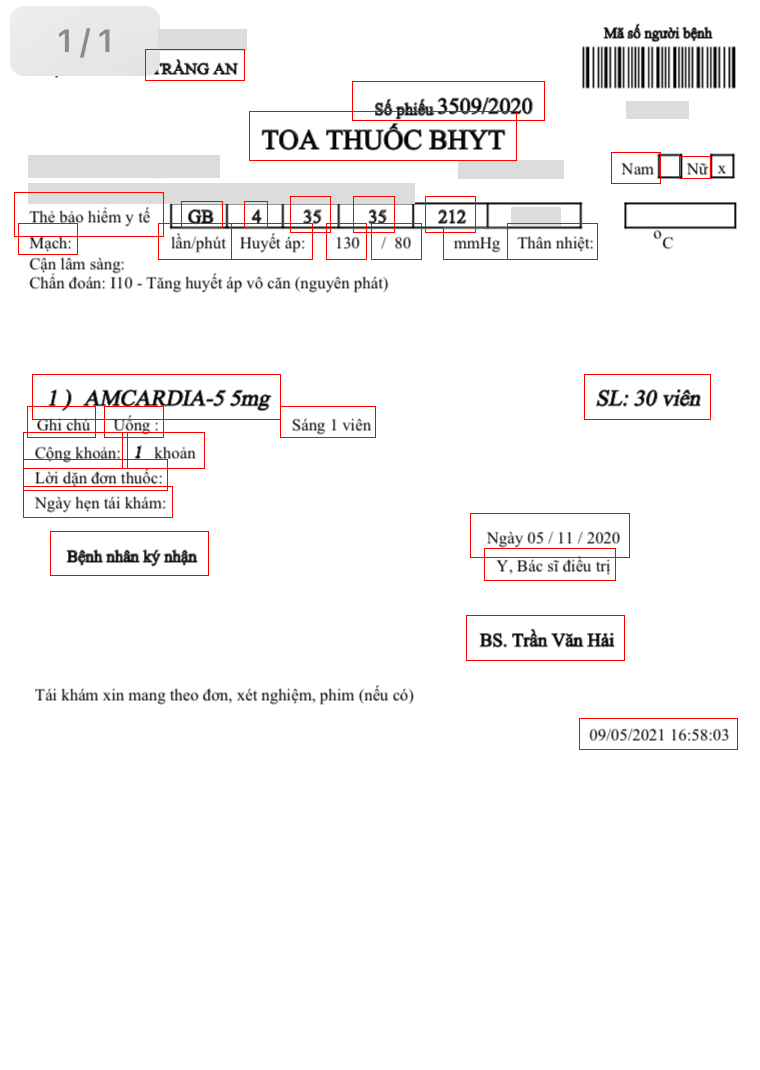 1/1
Mã số người bệnh
TRÀNG AN
Số phiếu 3509/2020
TOA THUỐC BHYT
Nam Nữ x
Thẻ bảo hiểm y tế GB 4 35 35 212
Mạch: lần/phút Huyết áp: 130 / 80 mmHg Thân nhiệt: °C
Cận lâm sàng:
Chẩn đoán: I10 - Tăng huyết áp vô căn (nguyên phát)
1 ) AMCARDIA-5 5mg SL: 30 viên
Ghi chú Uống : Sáng 1 viên
Cộng khoản: 1 khoản
Lời dặn đơn thuốc:
Ngày hẹn tái khám:
Ngày 05 / 11 / 2020
Bệnh nhân ký nhận
Y, Bác sĩ điều trị
BS. Trần Văn Hải
Tái khám xin mang theo đơn, xét nghiệm, phim (nếu có)
09/05/2021 16:58:03